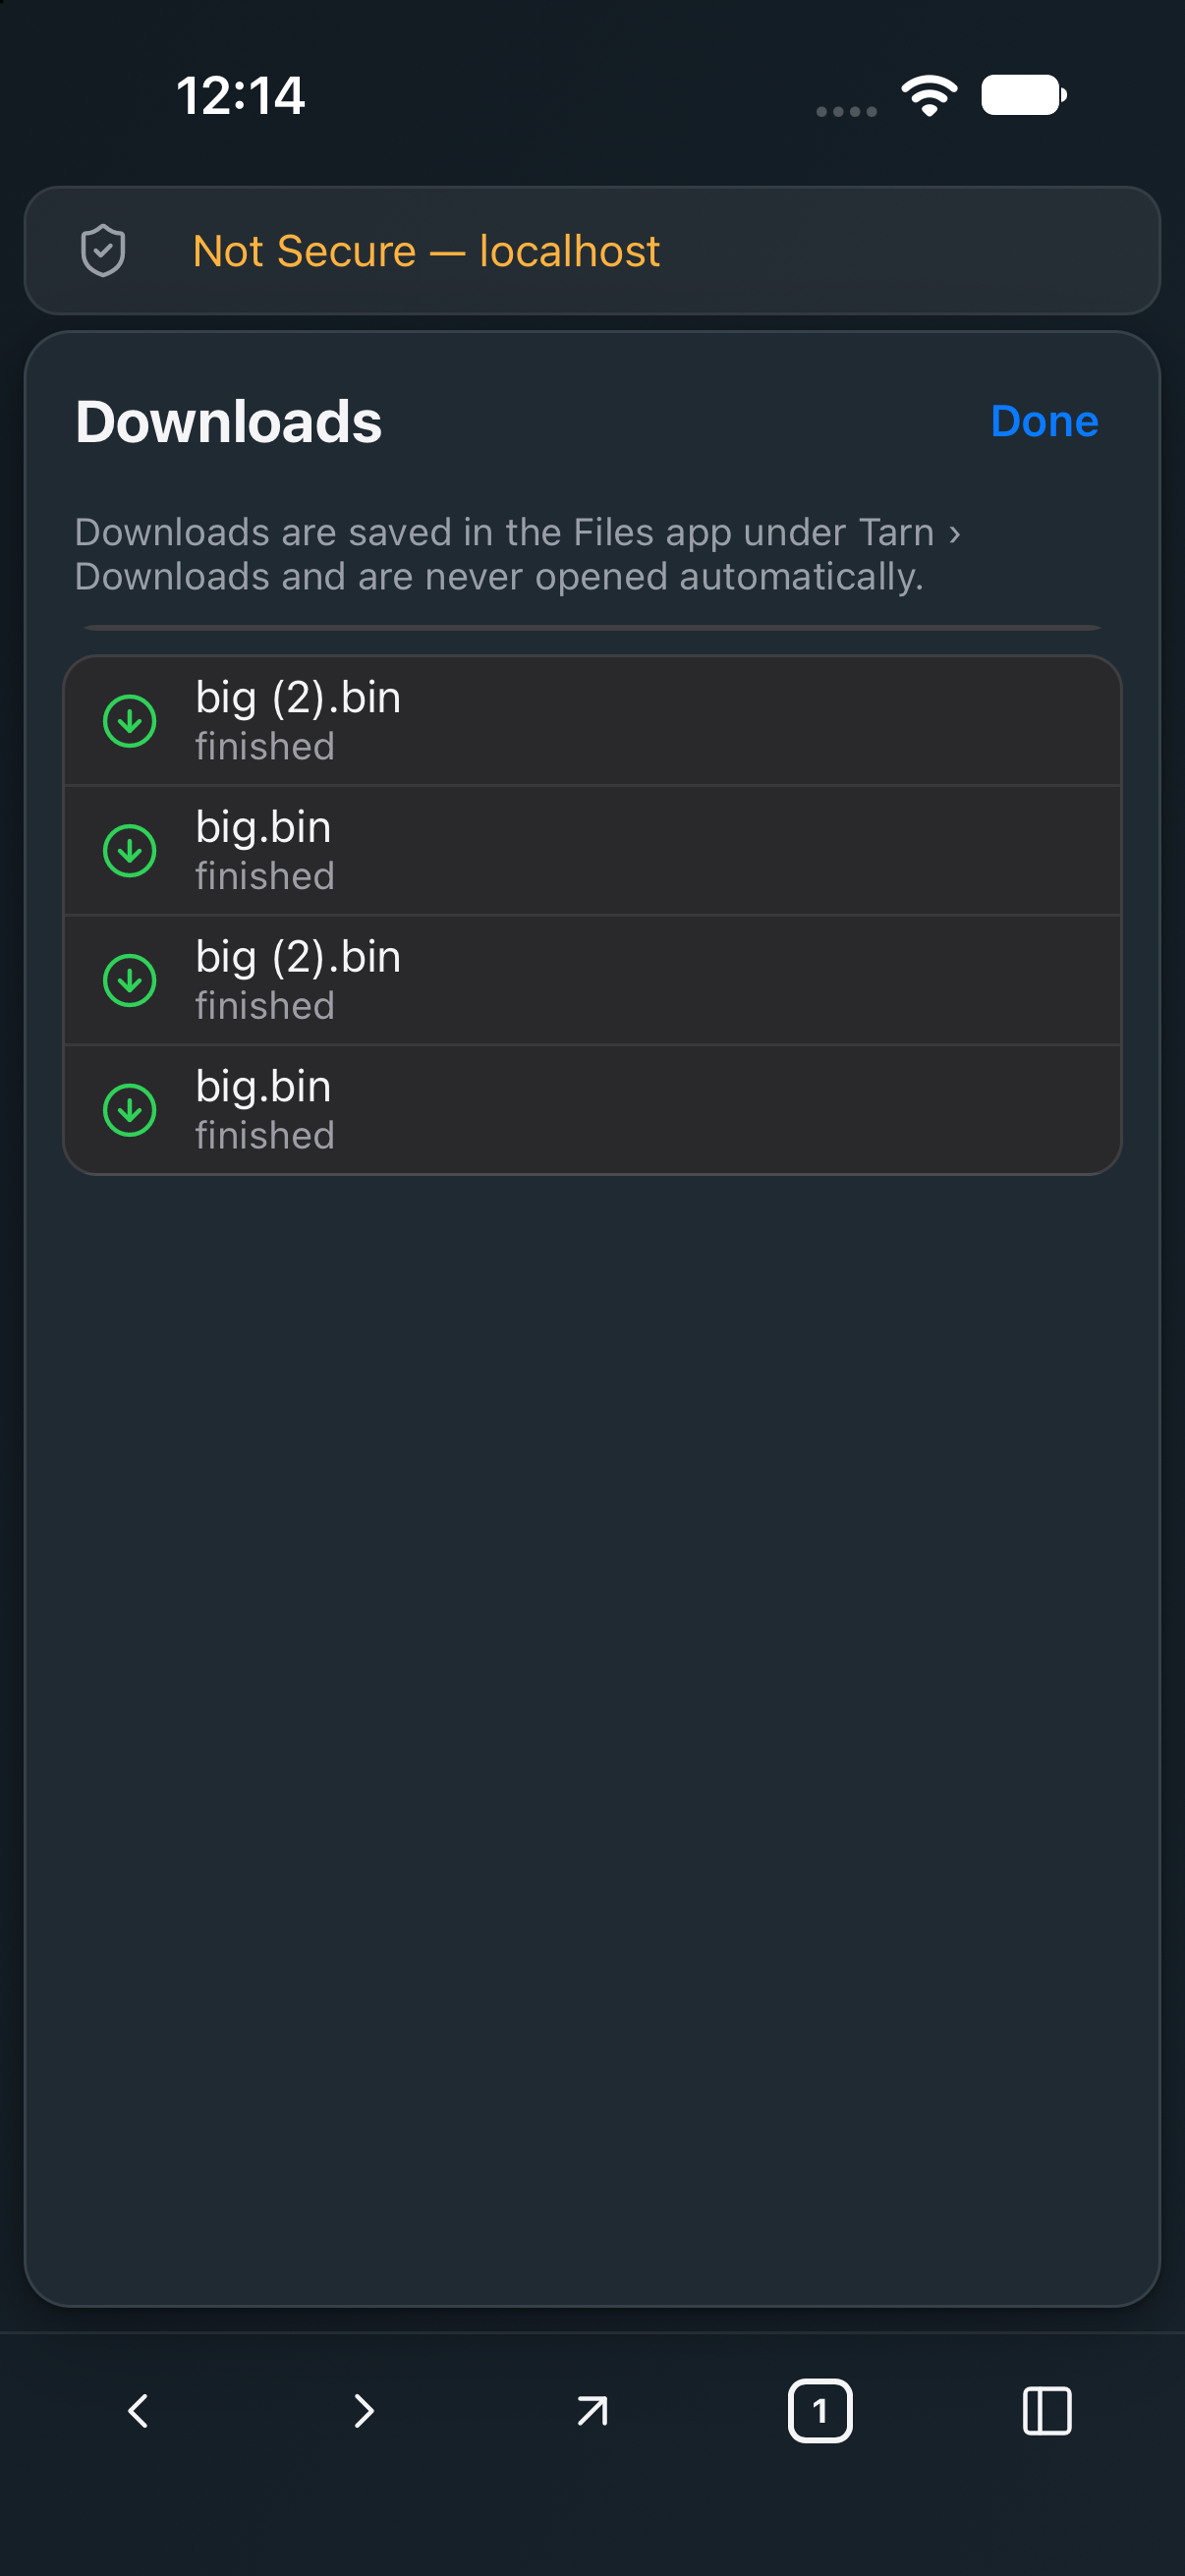 12:14
Not Secure — localhost
Downloads
Done
Downloads are saved in the Files app under Tarn ›
Downloads and are never opened automatically.
big (2).bin
finished
big.bin
finished
big (2).bin
finished
big.bin
finished
1